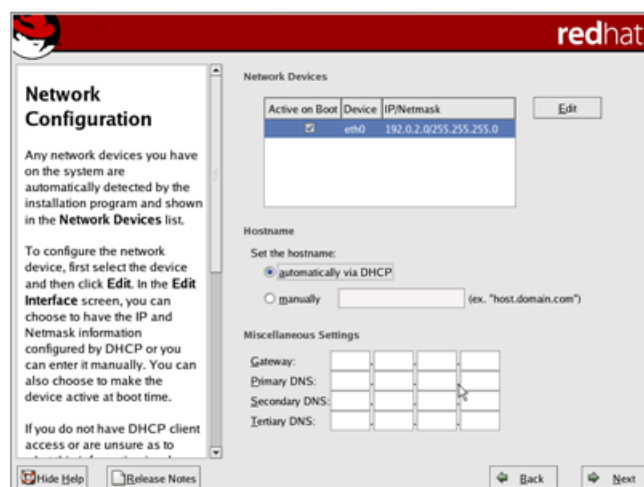 redhat
Network
Configuration
Any network devices you have
on the system are
automatically detected by the
installation program and shown
in the Network Devices list.
To configure the network
device, first select the device
and then click Edit. In the Edit
Interface screen, you can
choose to have the IP and
Netmask information
configured by DHCP or you
can enter it manually. You can
also choose to make the
device active at boot time.
If you do not have DHCP client
access or are unsure as to
Network Devices
Active on Boot Device IP/Netmask
eth0 192.0.2.0/255.255.255.0
Edit
Hostname
Set the hostname:
automatically via DHCP
manually (ex. "host.domain.com")
Miscellaneous Settings
Gateway:
Primary DNS:
Secondary DNS:
Tertiary DNS:
Hide Help
Release Notes
Back
Next